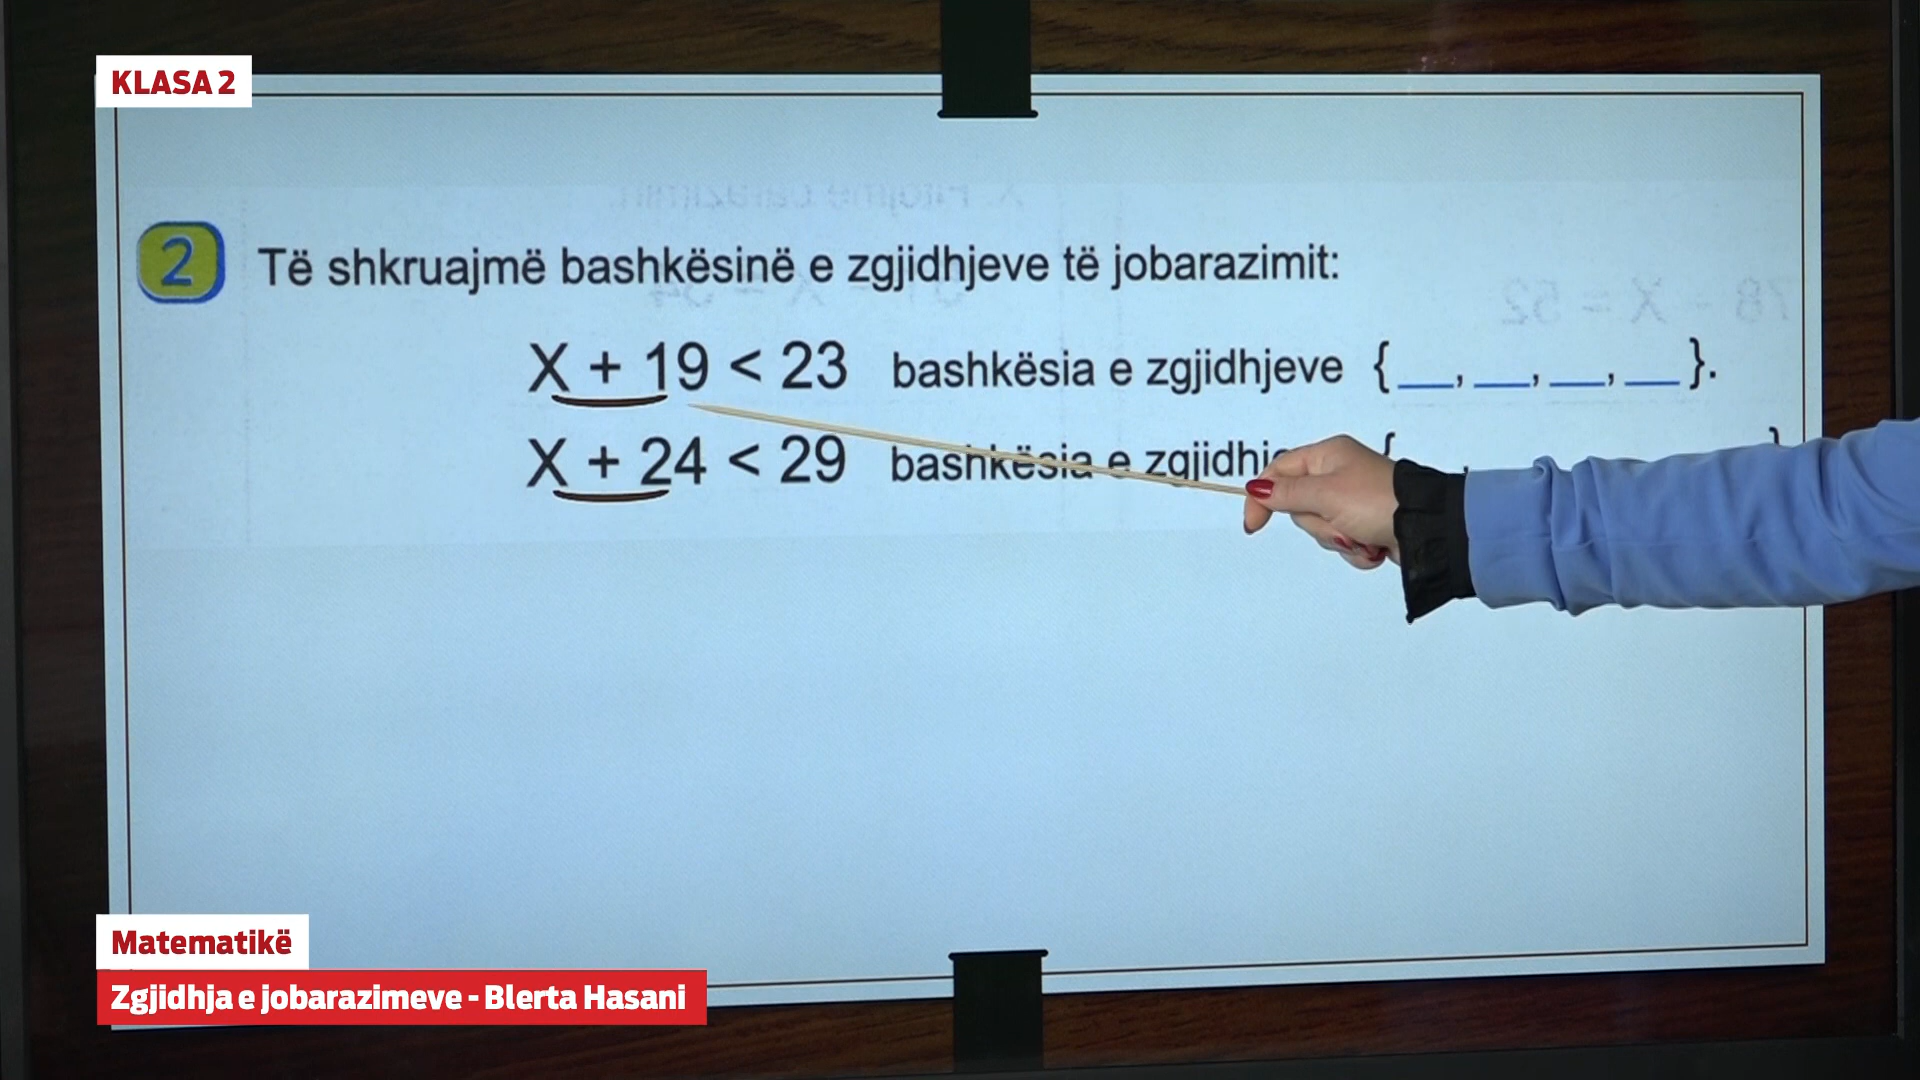 KLASA 2
2 Të shkruajmë bashkësinë e zgjidhjeve të jobarazimit:
X + 19 < 23 bashkësia e zgjidhjeve {__, __, __, __}.
X + 24 < 29 bashkësia e
Matematikë
Zgjidhja e jobarazimeve - Blerta Hasani